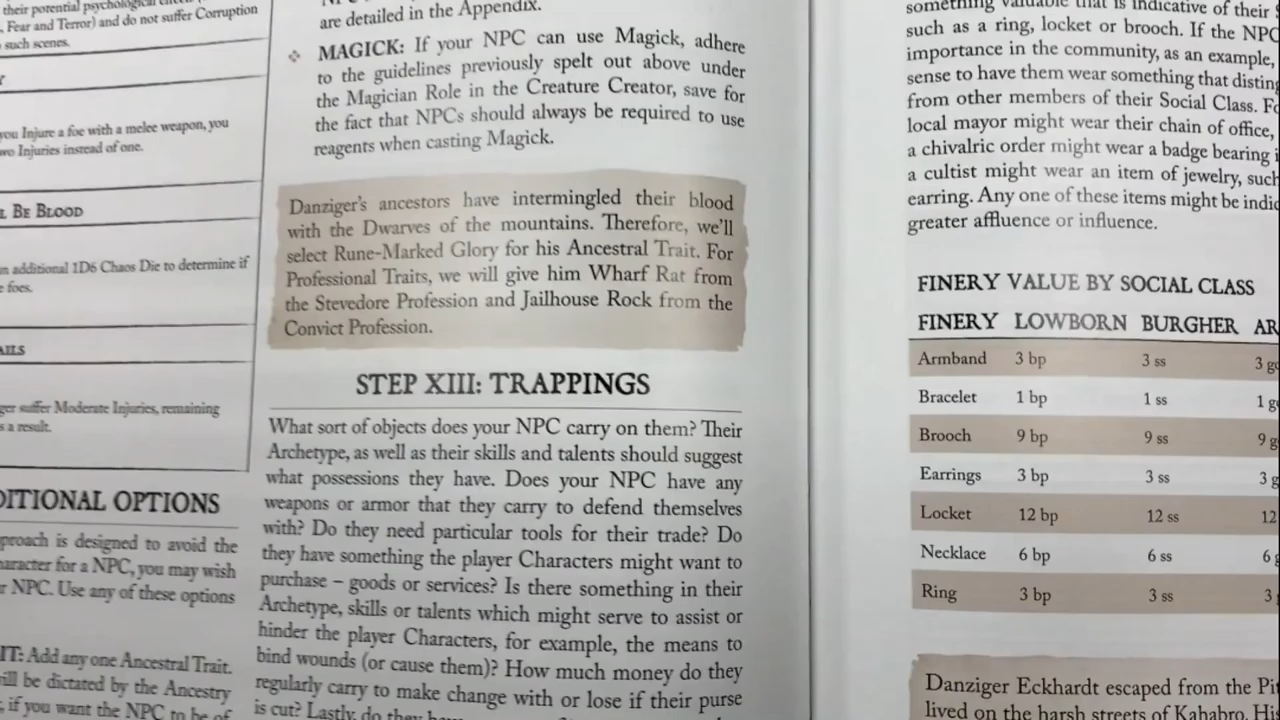 their potential psychological
, Fear and Terror) and do not suffer Corruption
such scenes.
you Injure a foe with a melee weapon, you
wo Injuries instead of one.
L BE BLOOD
n additional 1D6 Chaos Die to determine if
e foes.
AILS
ger suffer Moderate Injuries, remaining
s a result.
DITIONAL OPTIONS
proach is designed to avoid the
haracter for a NPC, you may wish
r NPC. Use any of these options
IT: Add any one Ancestral Trait.
will be dictated by the Ancestry
, if you want the NPC to be of
are detailed in the Appendix.
❖ MAGICK: If your NPC can use Magick, adhere
to the guidelines previously spelt out above under
the Magician Role in the Creature Creator, save for
the fact that NPCs should always be required to use
reagents when casting Magick.
Danziger's ancestors have intermingled their blood
with the Dwarves of the mountains. Therefore, we'll
select Rune-Marked Glory for his Ancestral Trait. For
Professional Traits, we will give him Wharf Rat from
the Stevedore Profession and Jailhouse Rock from the
Convict Profession.
STEP XIII: TRAPPINGS
What sort of objects does your NPC carry on them? Their
Archetype, as well as their skills and talents should suggest
what possessions they have. Does your NPC have any
weapons or armor that they carry to defend themselves
with? Do they need particular tools for their trade? Do
they have something the player Characters might want to
purchase – goods or services? Is there something in their
Archetype, skills or talents which might serve to assist or
hinder the player Characters, for example, the means to
bind wounds (or cause them)? How much money do they
regularly carry to make change with or lose if their purse
is cut? Lastly, do they
something valuable that is indicative of their
such as a ring, locket or brooch. If the NPC
importance in the community, as an example,
sense to have them wear something that disting
from other members of their Social Class. Fo
local mayor might wear their chain of office,
a chivalric order might wear a badge bearing
a cultist might wear an item of jewelry, such
earring. Any one of these items might be indic
greater affluence or influence.
FINERY VALUE BY SOCIAL CLASS
FINERY LOWBORN BURGHER AR
Armband 3 bp 3 ss 3 g
Bracelet 1 bp 1 ss 1 g
Brooch 9 bp 9 ss 9 g
Earrings 3 bp 3 ss 3 g
Locket 12 bp 12 ss 12
Necklace 6 bp 6 ss 6 g
Ring 3 bp 3 ss 3
Danziger Eckhardt escaped from the Pi
lived on the harsh streets of Kahabro. His